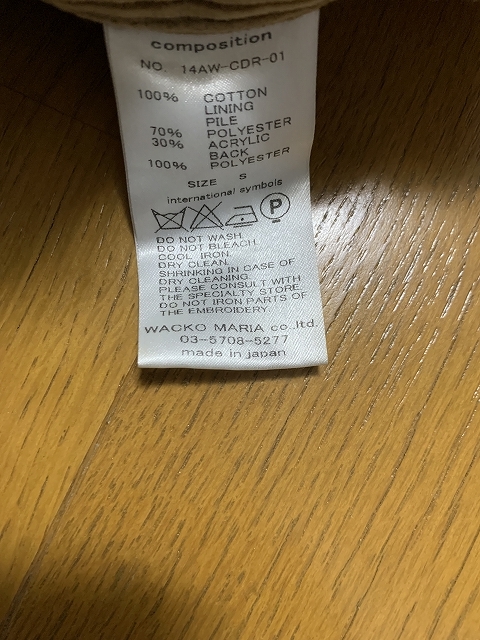 composition
NO. 14AW-CDR-01
100% COTTON
LINING
PILE
70% POLYESTER
30% ACRYLIC
BACK
100% POLYESTER
SIZE S
international symbols
P
DO NOT WASH.
DO NOT BLEACH.
COOL IRON.
DRY CLEAN.
SHRINKING IN CASE OF
DRY CLEANING.
PLEASE CONSULT WITH
THE SPECIALTY STORE.
DO NOT IRON PARTS OF
THE EMBROIDERY.
WACKO MARIA co.,ltd.
03-5708-5277
made in japan